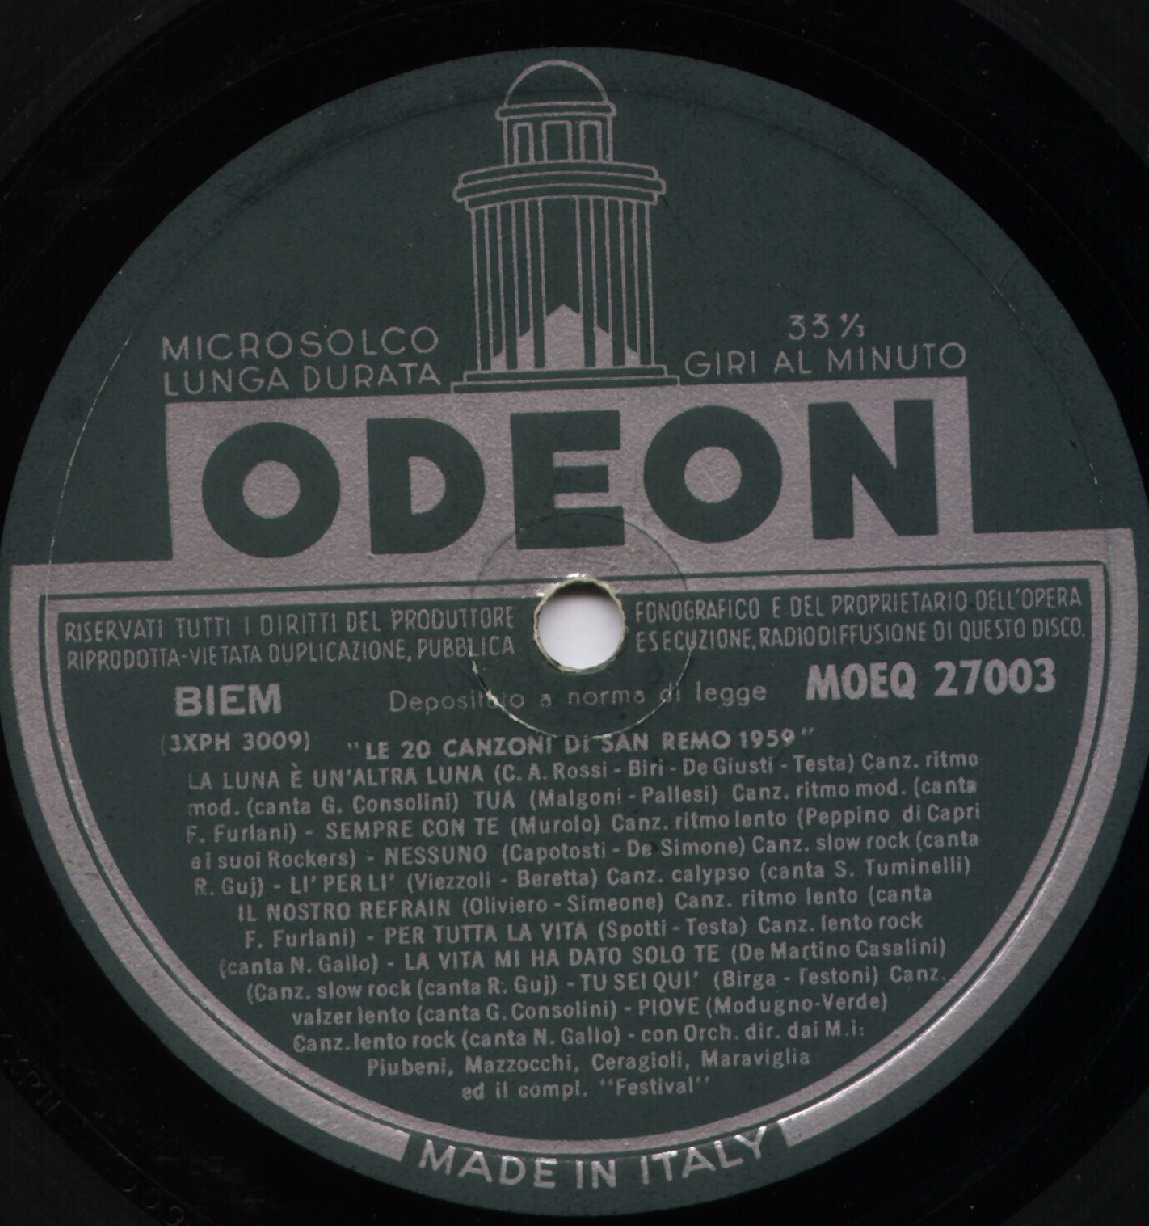 MICROSOLCO
LUNGA DURATA
33 ⅓
GIRI AL MINUTO
ODEON
RISERVATI TUTTI I DIRITTI DEL PRODUTTORE FONOGRAFICO E DEL PROPRIETARIO DELL'OPERA
RIPRODOTTA-VIETATA DUPLICAZIONE, PUBBLICA ESECUZIONE, RADIODIFFUSIONE DI QUESTO DISCO.
BIEM Depositato a norma di legge MOEQ 27003
(3XPH 3009) "LE 20 CANZONI DI SAN REMO 1959"
LA LUNA È UN'ALTRA LUNA (C. A. Rossi - Biri - De Giusti - Testa) Canz. ritmo
mod. (canta G. Consolini) TUA (Malgoni - Pallesi) Canz. ritmo mod. (canta
F. Furlani) - SEMPRE CON TE (Murolo) Canz. ritmo lento (Peppino di Capri
e i suoi Rockers) - NESSUNO (Capotosti - De Simone) Canz. slow rock (canta
R. Guj) - LI' PER LI' (Viezzoli - Beretta) Canz. calypso (canta S. Tuminelli)
IL NOSTRO REFRAIN (Oliviero - Simeone) Canz. ritmo lento (canta
F. Furlani) - PER TUTTA LA VITA (Spotti - Testa) Canz. lento rock
(canta N. Gallo) - LA VITA MI HA DATO SOLO TE (De Martino Casalini)
(Canz. slow rock (canta R. Guj) - TU SEI QUI' (Birga - Testoni) Canz.
valzer lento (canta G. Consolini) - PIOVE (Modugno-Verde)
Canz. lento rock (canta N. Gallo) - con Orch. dir. dai M.i:
Piubeni, Mazzocchi, Ceragioli, Maraviglia
ed il compl. "Festival"
MADE IN ITALY